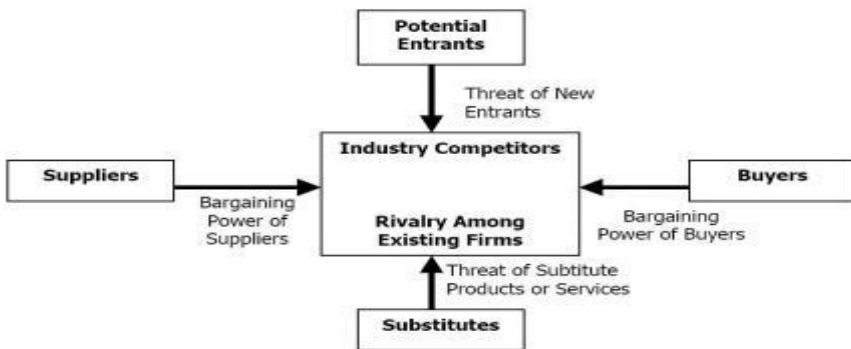 Potential
Entrants
Threat of New
Entrants
Industry Competitors
Suppliers
Buyers
Bargaining
Power of
Suppliers
Rivalry Among
Existing Firms
Bargaining
Power of Buyers
Threat of Subtitute
Products or Services
Substitutes